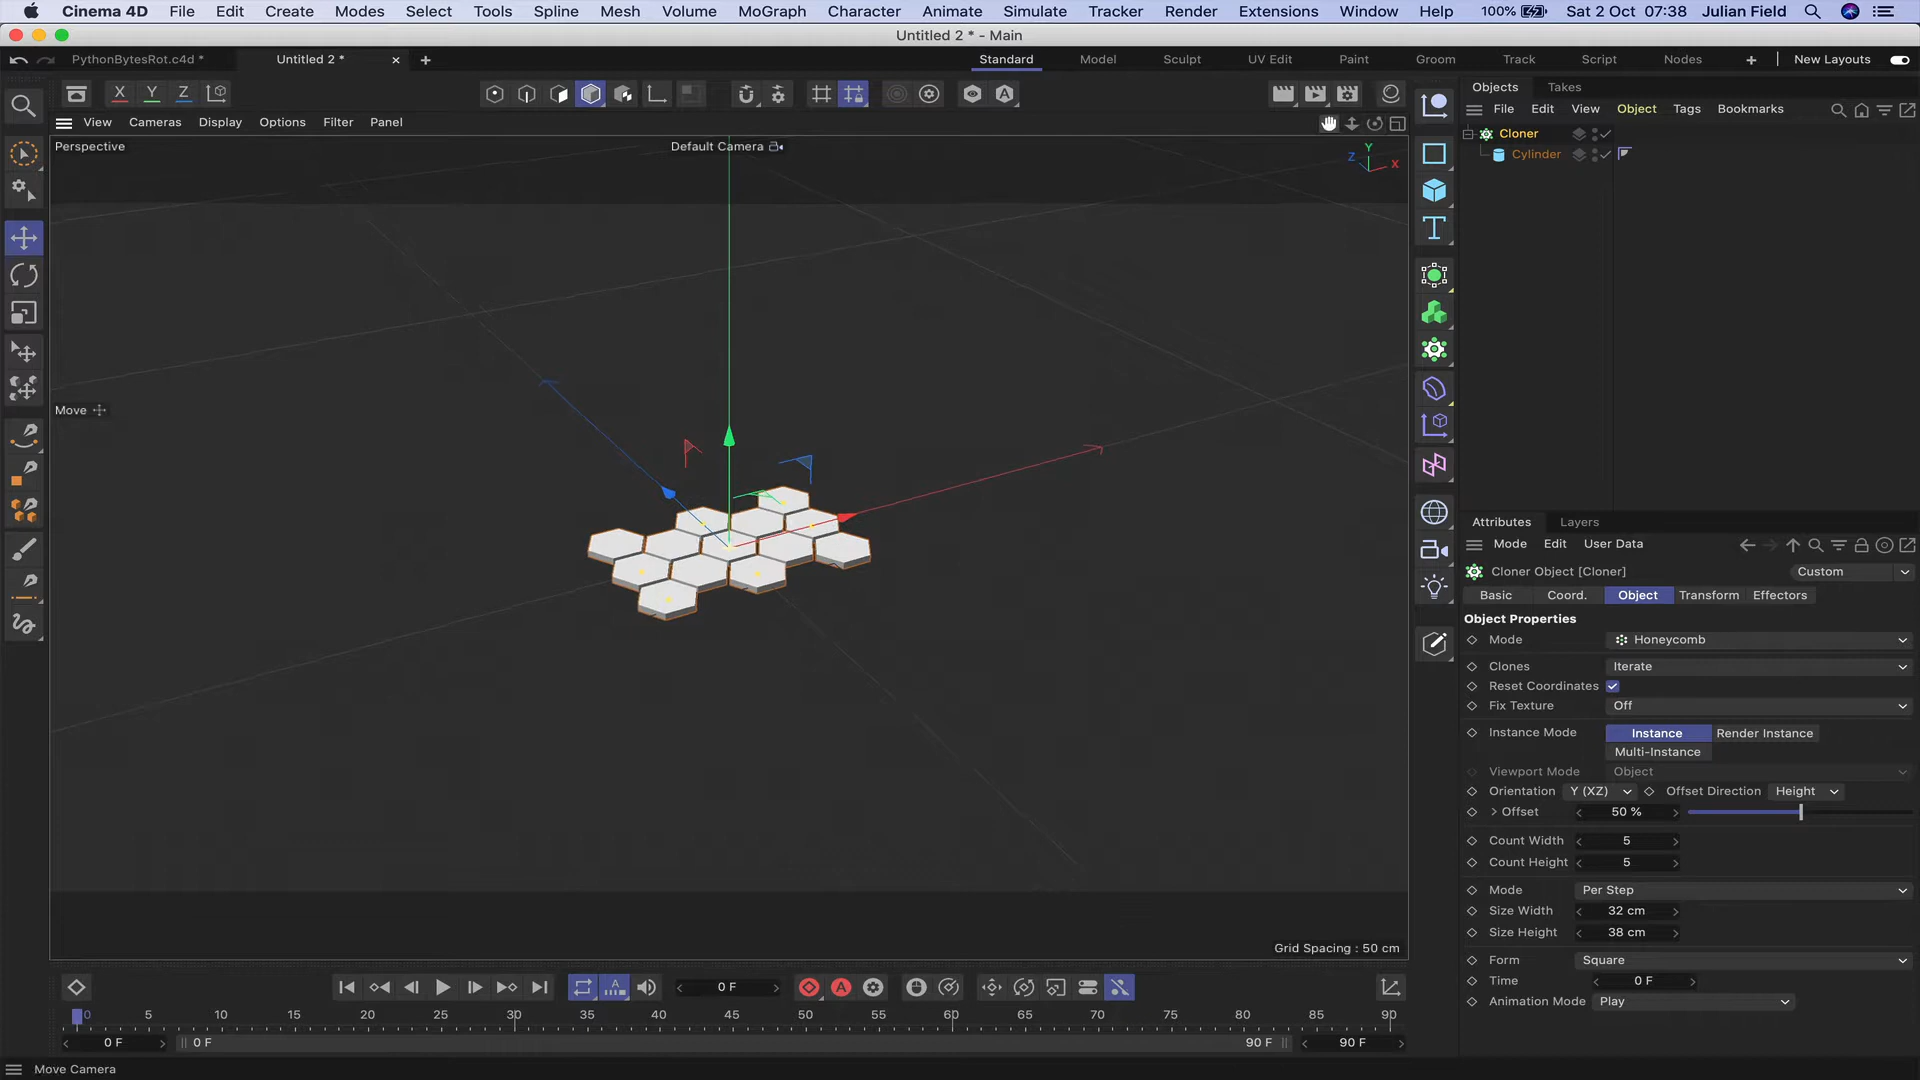 Cinema 4D File Edit Create Modes Select Tools Spline Mesh Volume MoGraph Character Animate Simulate Tracker Render Extensions Window Help 100% Sat 2 Oct 07:38 Julian Field
Untitled 2 * - Main
PythonBytesRot.c4d * Untitled 2 * Standard Model Sculpt UV Edit Paint Groom Track Script Nodes New Layouts
X Y Z
Objects Takes
File Edit View Object Tags Bookmarks
View Cameras Display Options Filter Panel
Perspective Default Camera
Y
Z X
Cloner
Cylinder
Move
Attributes Layers
Mode Edit User Data
Cloner Object [Cloner] Custom
Basic Coord. Object Transform Effectors
Object Properties
Mode Honeycomb
Clones Iterate
Reset Coordinates
Fix Texture Off
Instance Mode Instance Render Instance
Multi-Instance
Viewport Mode Object
Orientation Y (XZ) Offset Direction Height
Offset 50 %
Count Width 5
Count Height 5
Mode Per Step
Size Width 32 cm
Size Height 38 cm
Form Square
Time 0 F
Animation Mode Play
Grid Spacing : 50 cm
0 F
0 5 10 15 20 25 30 35 40 45 50 55 60 65 70 75 80 85 90
0 F 0 F 90 F 90 F
Move Camera